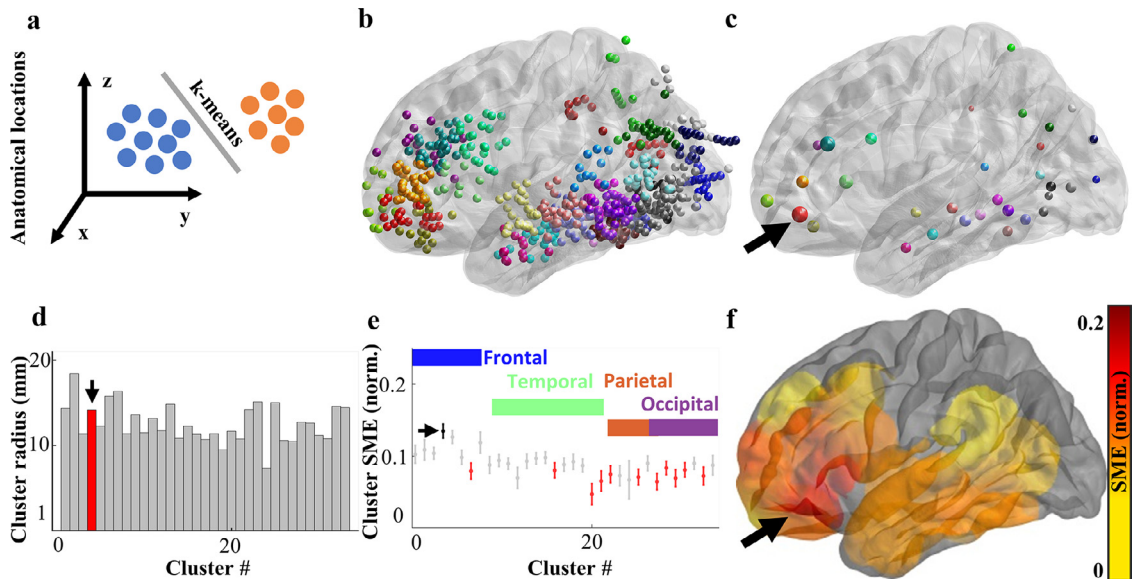 a
Anatomical locations
z
k-means
x
y
b
c
d
Cluster radius (mm)
20
10
1
0
20
Cluster #
e
Cluster SME (norm.)
0.2
0.1
0
Frontal
Temporal
Parietal
Occipital
0
20
Cluster #
f
0.2
SME (norm.)
0